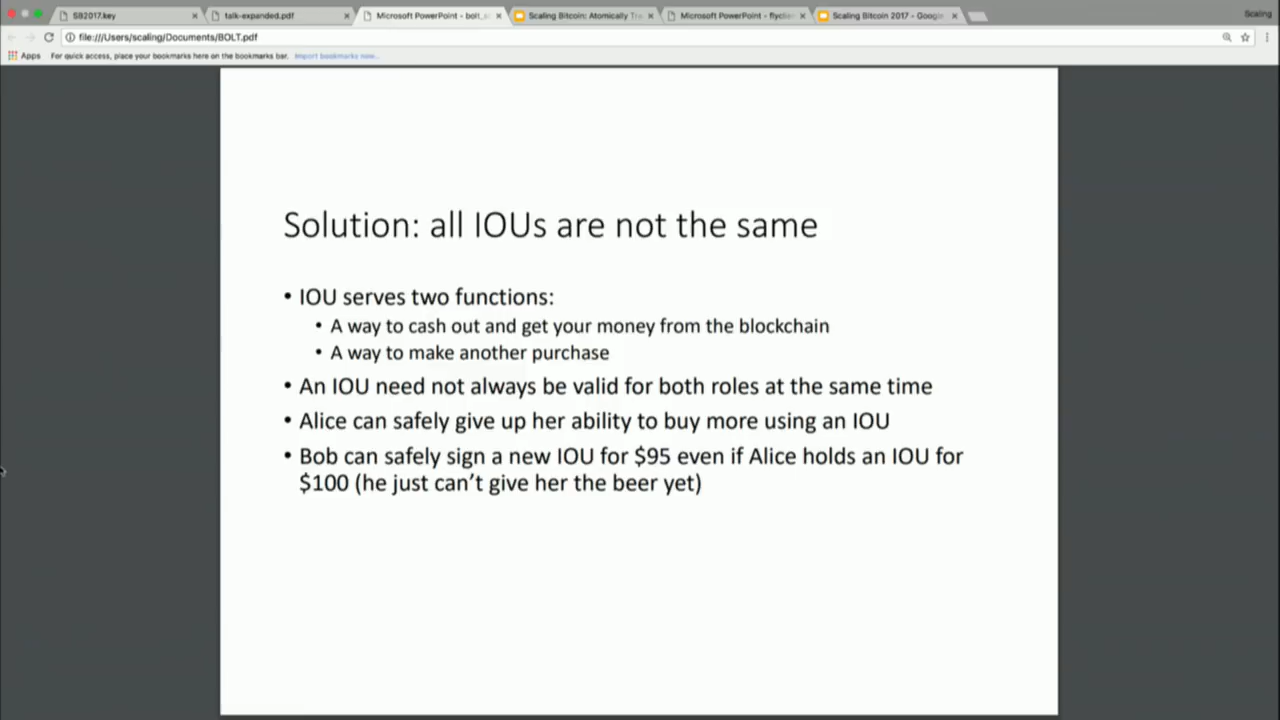 Scaling
SB2017.key
talk-expanded.pdf
Microsoft PowerPoint - bolt_
Scaling Bitcoin: Atomically Tra
Microsoft PowerPoint - flyclien
Scaling Bitcoin 2017 - Google
file:///Users/scaling/Documents/BOLT.pdf
Apps For quick access, place your bookmarks here on the bookmarks bar. Import bookmarks now...
Solution: all IOUs are not the same
• IOU serves two functions:
• A way to cash out and get your money from the blockchain
• A way to make another purchase
• An IOU need not always be valid for both roles at the same time
• Alice can safely give up her ability to buy more using an IOU
• Bob can safely sign a new IOU for $95 even if Alice holds an IOU for
$100 (he just can't give her the beer yet)